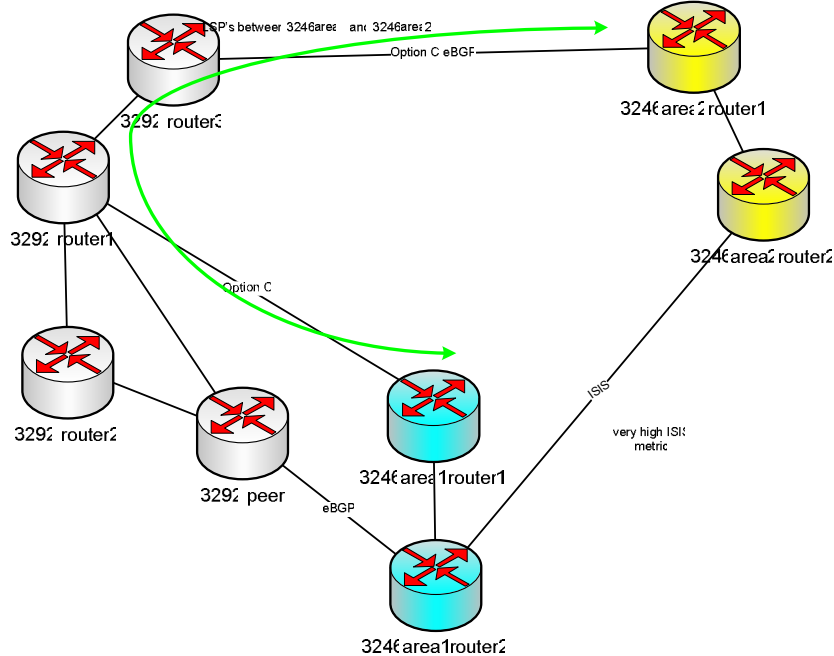 LSP's between 3246area and 3246area2
Option C eBGP
3292 router3
3246area2router1
3292 router1
3246area2router2
Option C
ISIS
very high ISIS
metric
3292 router2
3246area1router1
3292 peer
eBGP
3246area1router2